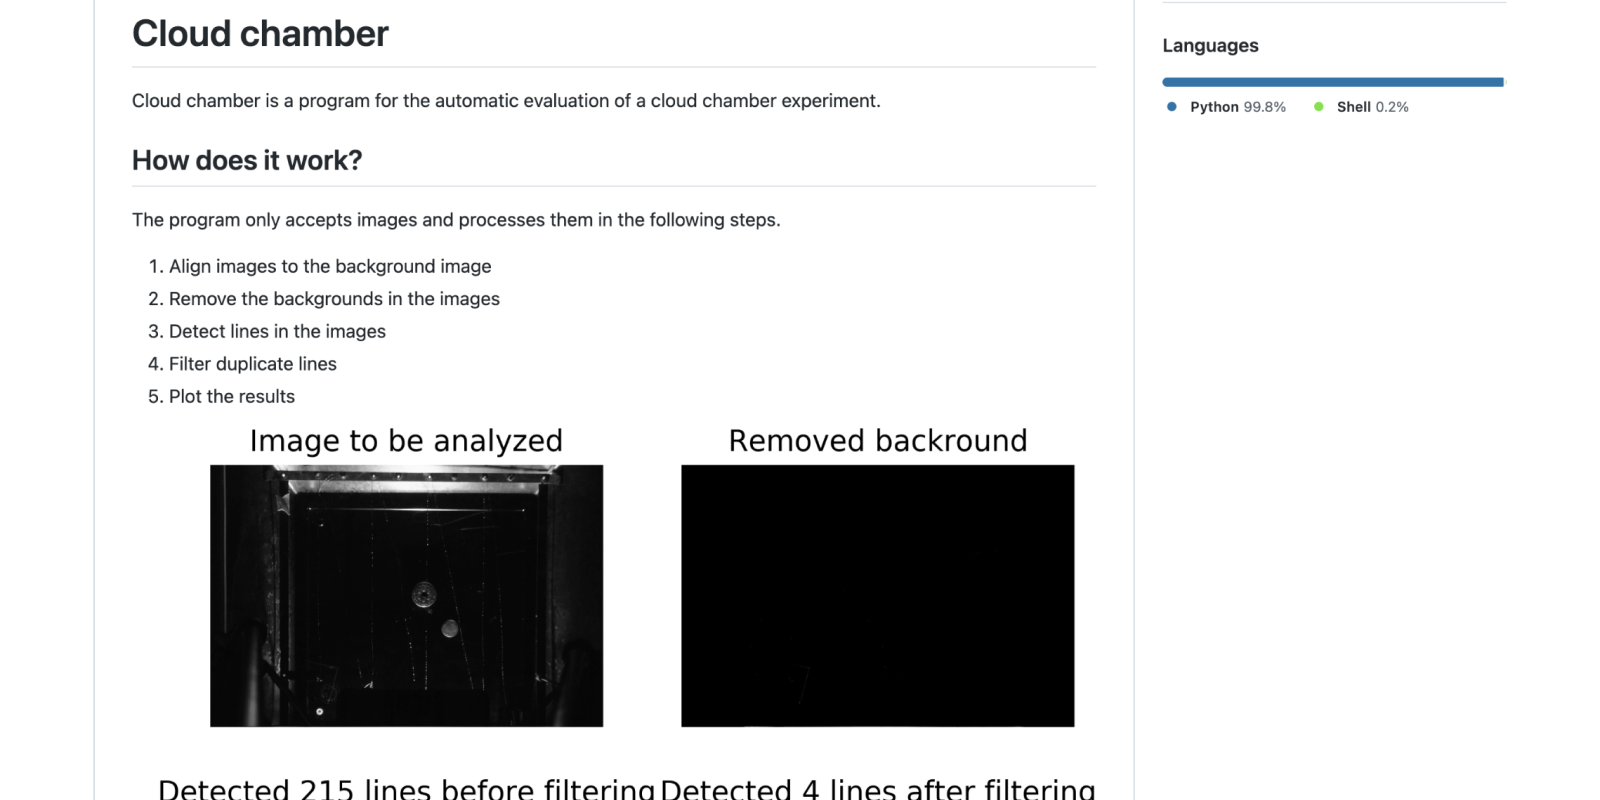 Cloud chamber
Cloud chamber is a program for the automatic evaluation of a cloud chamber experiment.
How does it work?
The program only accepts images and processes them in the following steps.
1. Align images to the background image
2. Remove the backgrounds in the images
3. Detect lines in the images
4. Filter duplicate lines
5. Plot the results
Image to be analyzed
Removed backround
Detected 215 lines before filtering
Detected 4 lines after filtering
Languages
Python 99.8%
Shell 0.2%